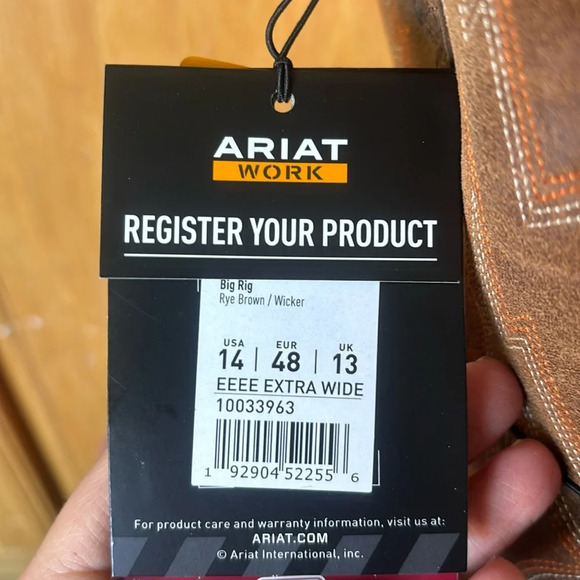 ARIAT
WORK
REGISTER YOUR PRODUCT
Big Rig
Rye Brown / Wicker
USA EUR UK
14 | 48 | 13
EEEE EXTRA WIDE
10033963
1 92904 52255 6
For product care and warranty information, visit us at:
ARIAT.COM
© Ariat International, inc.